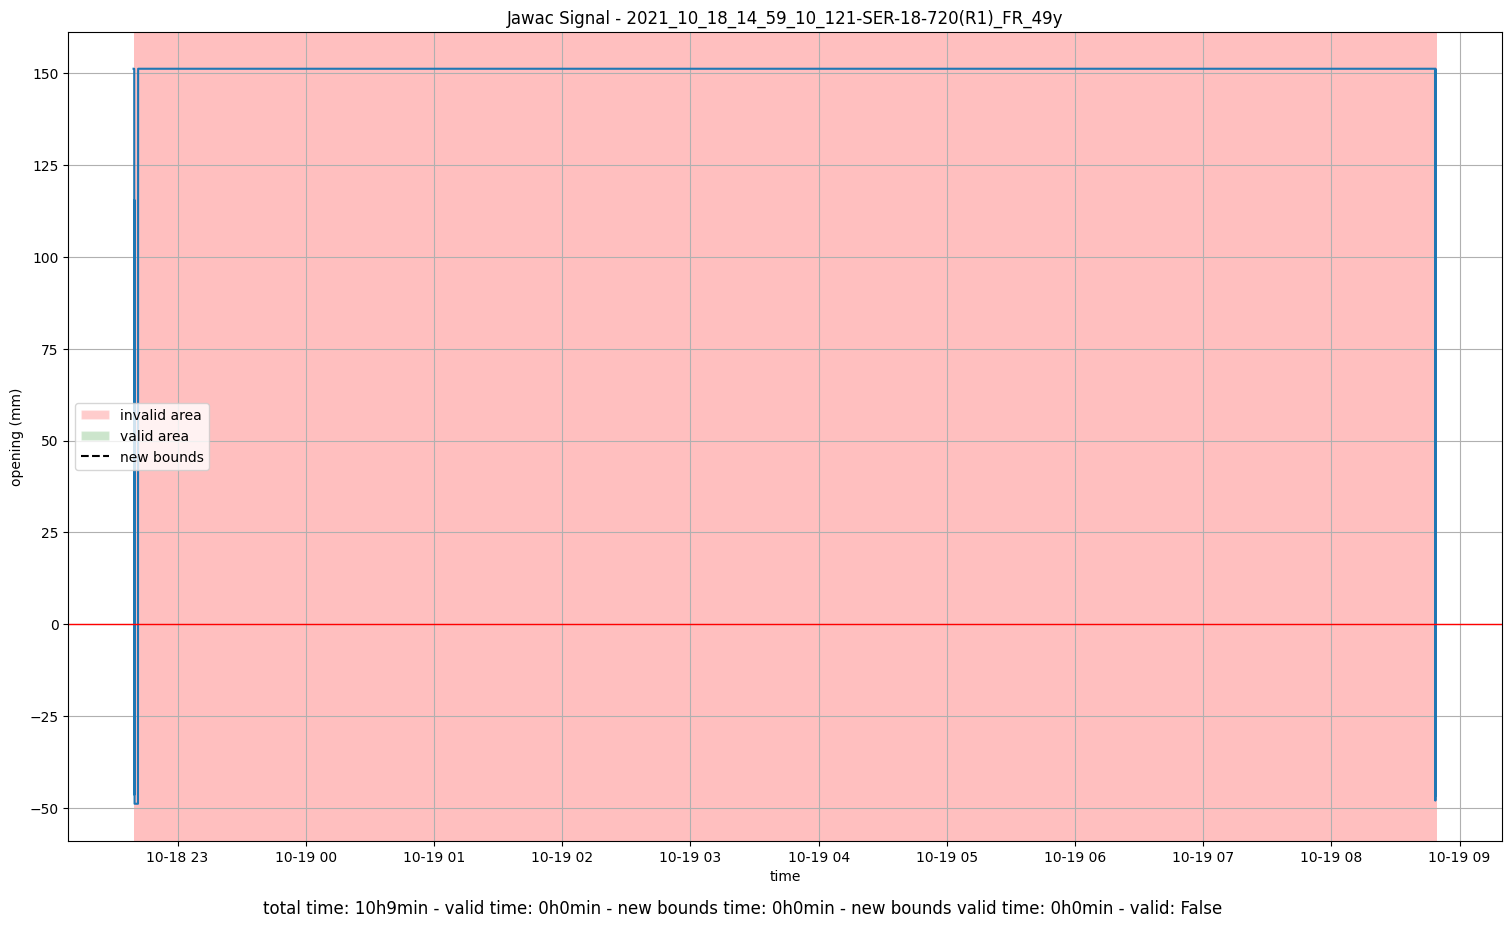 Jawac Signal - 2021_10_18_14_59_10_121-SER-18-720(R1)_FR_49y
150
125
100
75
50
25
0
−25
−50
opening (mm)
invalid area
valid area
new bounds
10-18 23
10-19 00
10-19 01
10-19 02
10-19 03
10-19 04
10-19 05
10-19 06
10-19 07
10-19 08
10-19 09
time
total time: 10h9min - valid time: 0h0min - new bounds time: 0h0min - new bounds valid time: 0h0min - valid: False